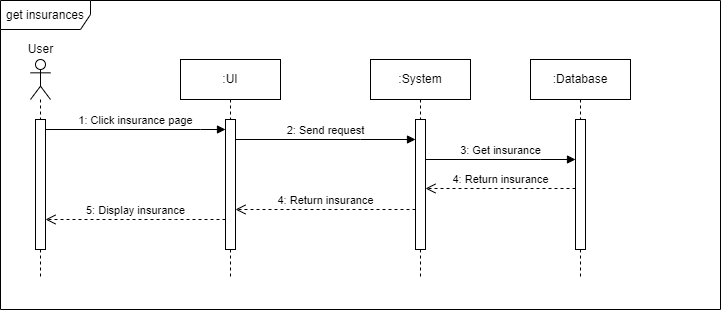 get insurances
User
:UI
:System
:Database
1: Click insurance page
2: Send request
3: Get insurance
4: Return insurance
4: Return insurance
5: Display insurance